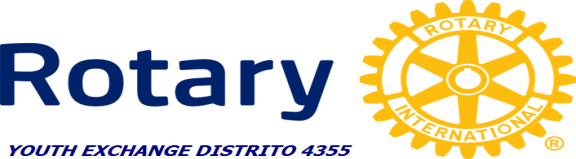 Rotary
ROTARY
INTERNATIONAL
®
YOUTH EXCHANGE DISTRITO 4355